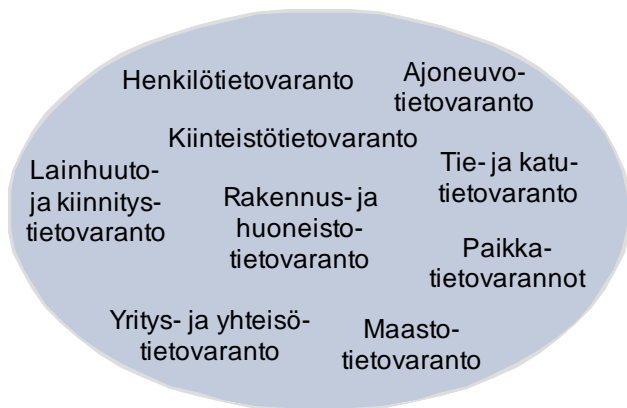 Henkilötietovaranto
Ajoneuvo-
tietovaranto
Kiinteistötietovaranto
Lainhuuto-
ja kiinnitys-
tietovaranto
Rakennus- ja
huoneisto-
tietovaranto
Tie- ja katu-
tietovaranto
Paikka-
tietovarannot
Yritys- ja yhteisö-
tietovaranto
Maasto-
tietovaranto